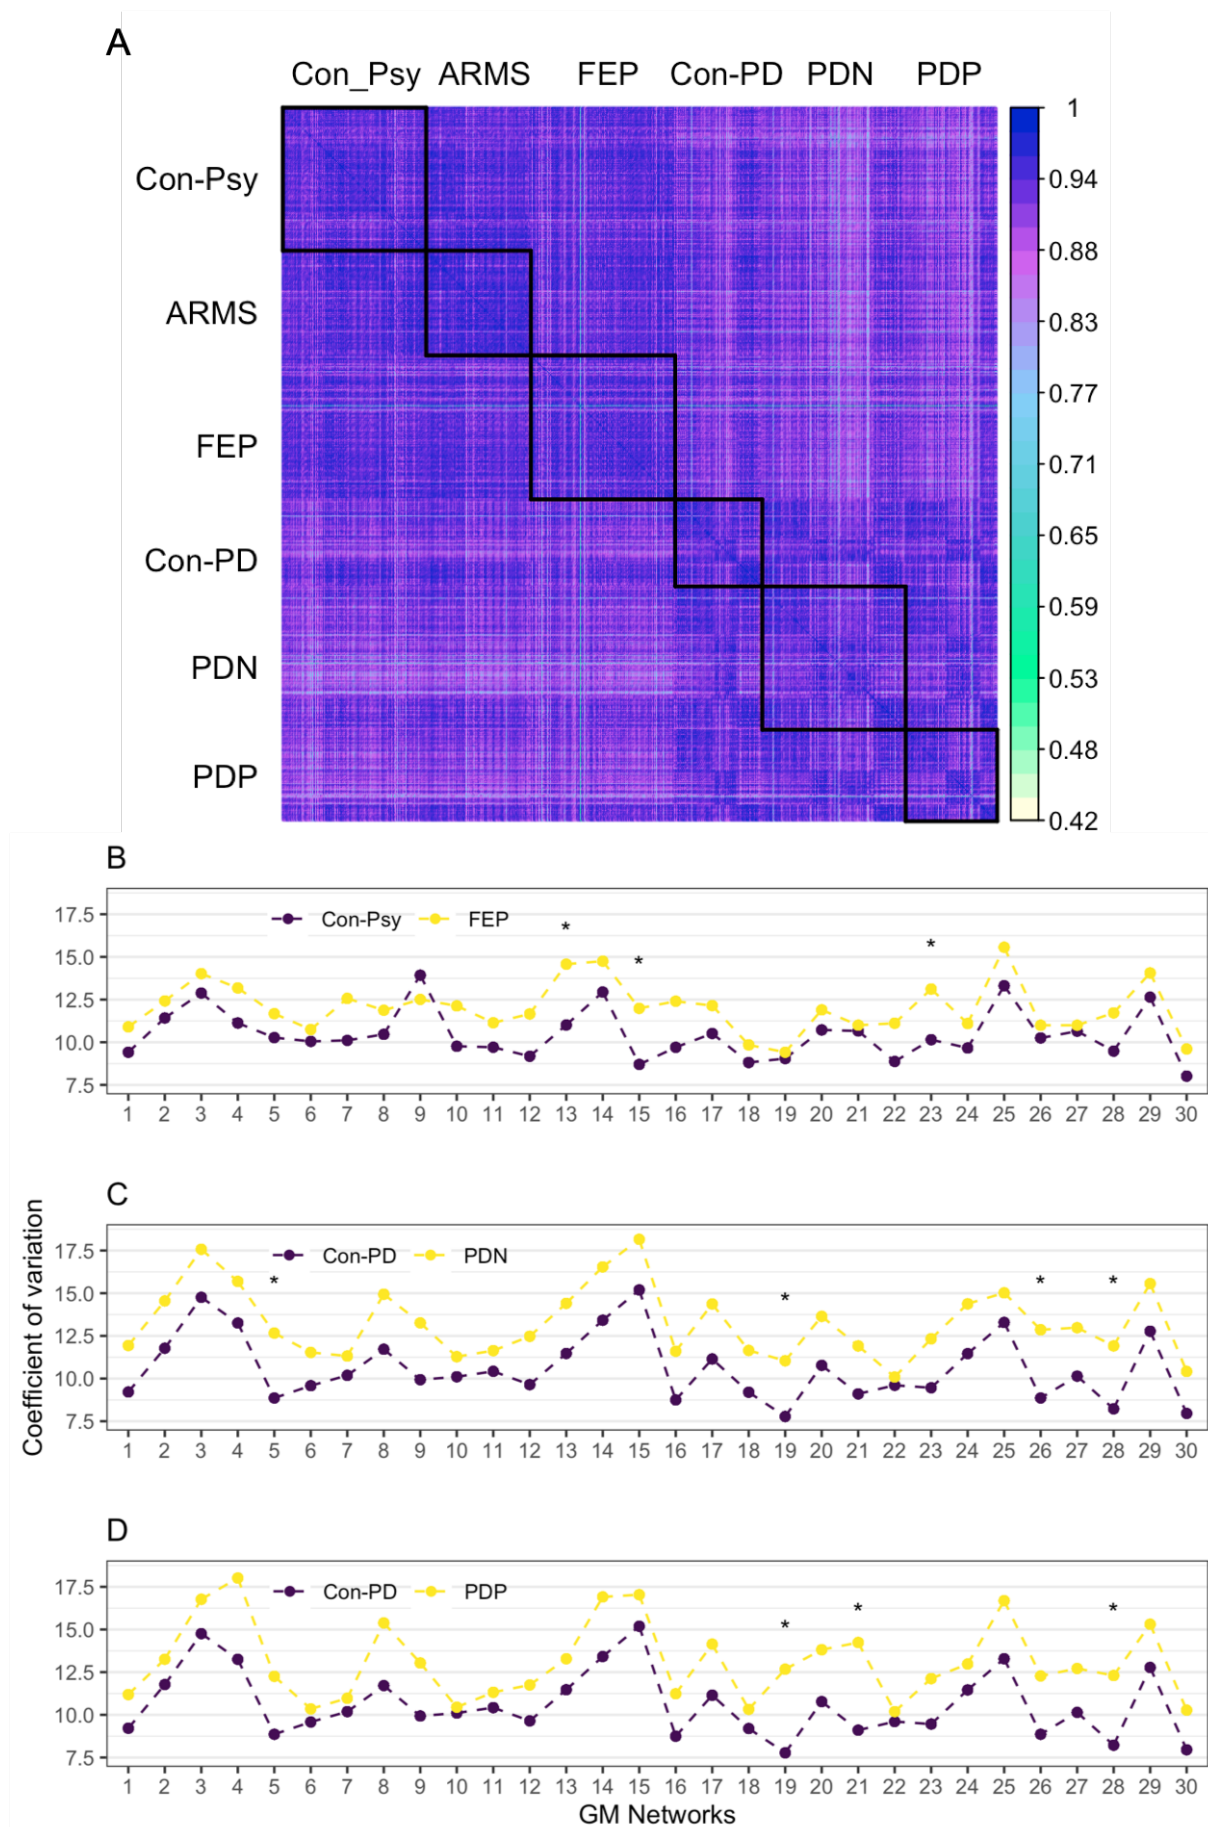 A
Con_Psy ARMS FEP Con-PD PDN PDP
Con-Psy
ARMS
FEP
Con-PD
PDN
PDP
1
0.94
0.88
0.83
0.77
0.71
0.65
0.59
0.53
0.48
0.42
B
Con-Psy FEP
* * *
17.5
15.0
12.5
10.0
7.5
1 2 3 4 5 6 7 8 9 10 11 12 13 14 15 16 17 18 19 20 21 22 23 24 25 26 27 28 29 30
Coefficient of variation
C
Con-PD PDN
* * * *
17.5
15.0
12.5
10.0
7.5
1 2 3 4 5 6 7 8 9 10 11 12 13 14 15 16 17 18 19 20 21 22 23 24 25 26 27 28 29 30
D
Con-PD PDP
* * *
17.5
15.0
12.5
10.0
7.5
1 2 3 4 5 6 7 8 9 10 11 12 13 14 15 16 17 18 19 20 21 22 23 24 25 26 27 28 29 30
GM Networks